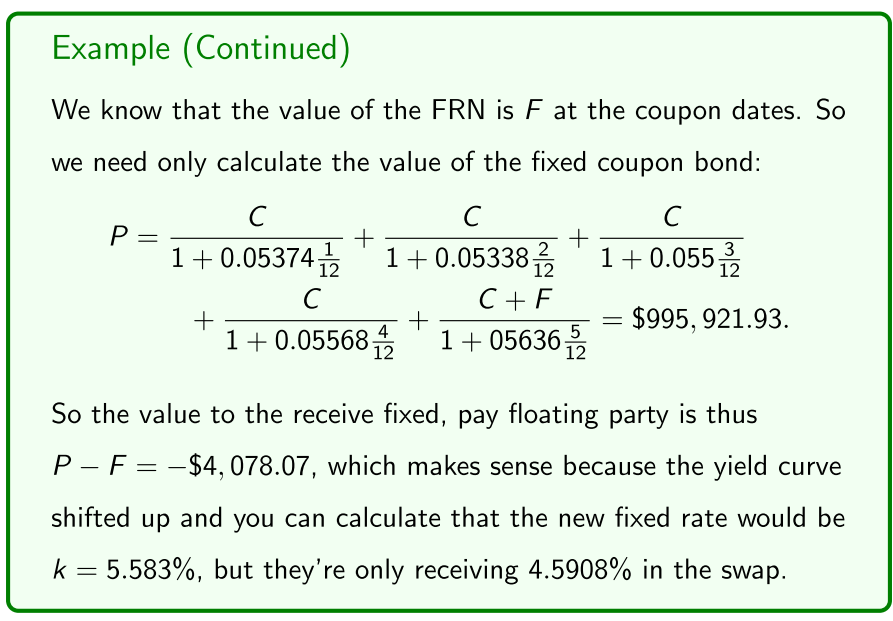 Example (Continued)
We know that the value of the FRN is F at the coupon dates. So
we need only calculate the value of the fixed coupon bond:
P = \frac{C}{1 + 0.05374\frac{1}{12}} + \frac{C}{1 + 0.05338\frac{2}{12}} + \frac{C}{1 + 0.055\frac{3}{12}}
+ \frac{C}{1 + 0.05568\frac{4}{12}} + \frac{C + F}{1 + 05636\frac{5}{12}} = $995, 921.93.
So the value to the receive fixed, pay floating party is thus
P − F = −$4, 078.07, which makes sense because the yield curve
shifted up and you can calculate that the new fixed rate would be
k = 5.583%, but they're only receiving 4.5908% in the swap.